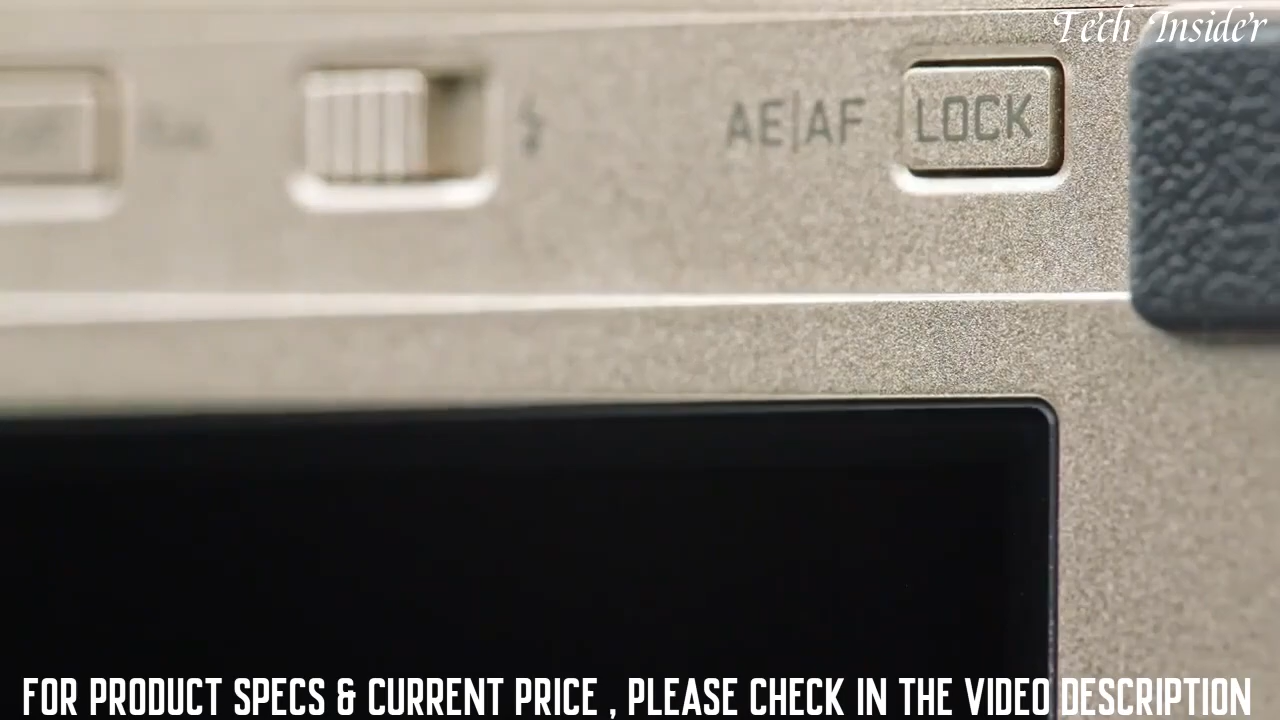 Tech Insider
AE|AF LOCK
FOR PRODUCT SPECS & CURRENT PRICE , PLEASE CHECK IN THE VIDEO DESCRIPTION